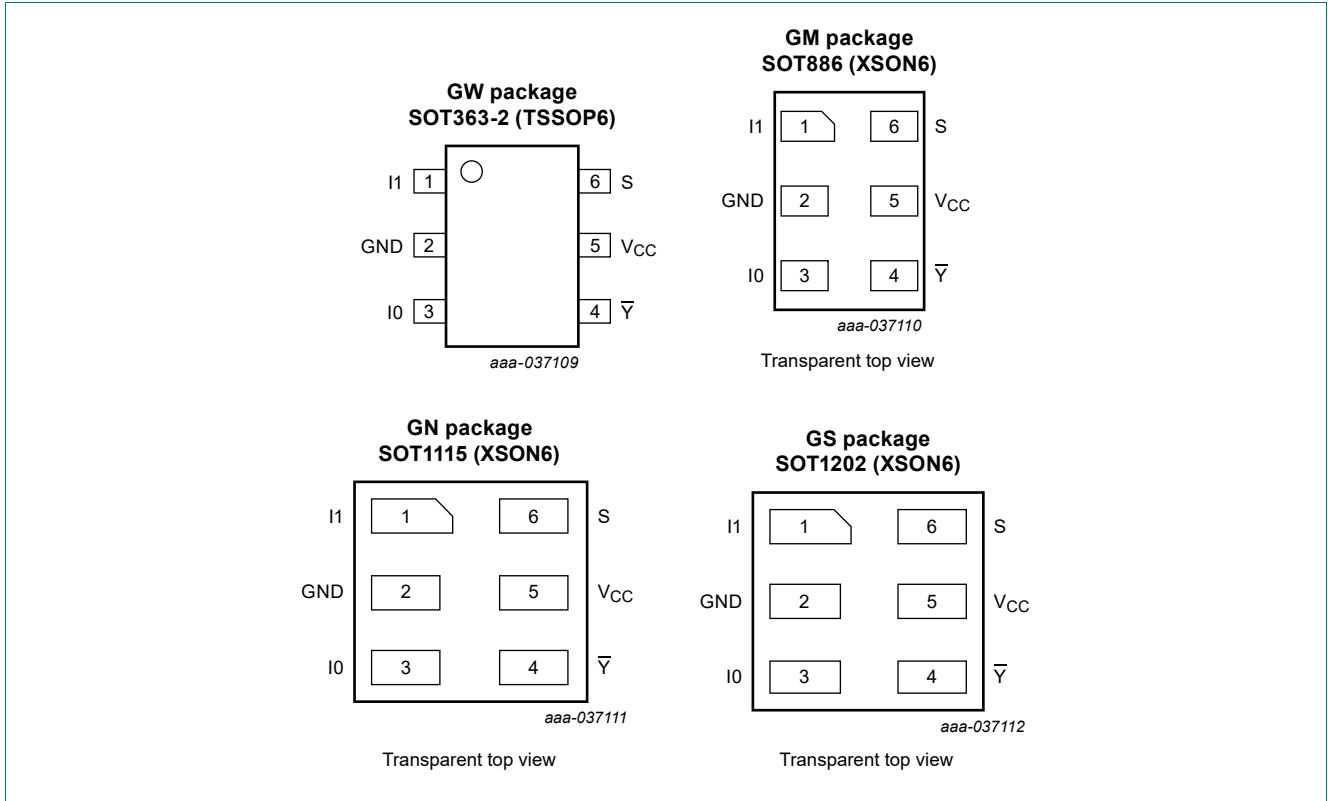 GW package
SOT363-2 (TSSOP6)
I1 1 6 S
GND 2 5 VCC
I0 3 4 Y̅
aaa-037109
GM package
SOT886 (XSON6)
I1 1 6 S
GND 2 5 VCC
I0 3 4 Y̅
aaa-037110
Transparent top view
GN package
SOT1115 (XSON6)
I1 1 6 S
GND 2 5 VCC
I0 3 4 Y̅
aaa-037111
Transparent top view
GS package
SOT1202 (XSON6)
I1 1 6 S
GND 2 5 VCC
I0 3 4 Y̅
aaa-037112
Transparent top view